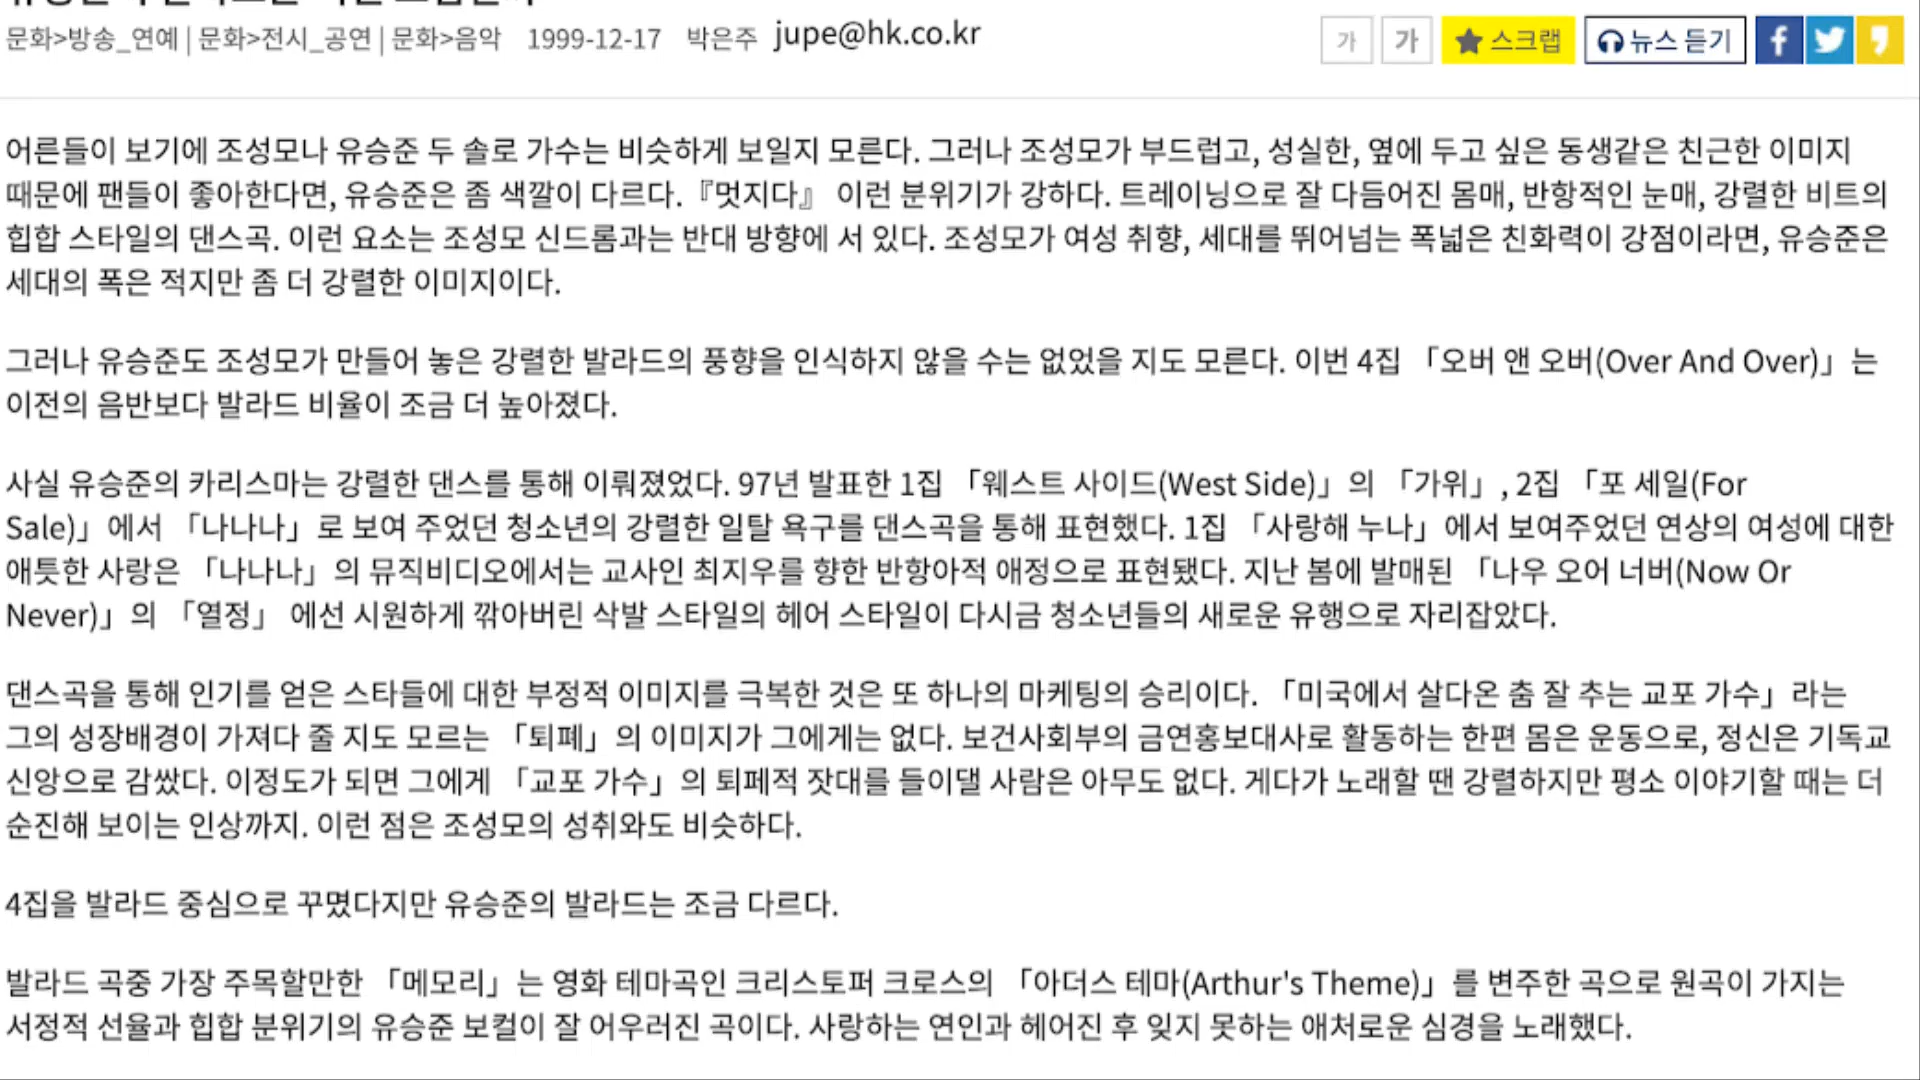 문화>방송_연예 | 문화>전시_공연 | 문화>음악 1999-12-17 박은주 jupe@hk.co.kr
가 가 스크랩 뉴스 듣기
어른들이 보기에 조성모나 유승준 두 솔로 가수는 비슷하게 보일지 모른다. 그러나 조성모가 부드럽고, 성실한, 옆에 두고 싶은 동생같은 친근한 이미지
때문에 팬들이 좋아한다면, 유승준은 좀 색깔이 다르다.『멋지다』 이런 분위기가 강하다. 트레이닝으로 잘 다듬어진 몸매, 반항적인 눈매, 강렬한 비트의
힙합 스타일의 댄스곡. 이런 요소는 조성모 신드롬과는 반대 방향에 서 있다. 조성모가 여성 취향, 세대를 뛰어넘는 폭넓은 친화력이 강점이라면, 유승준은
세대의 폭은 적지만 좀 더 강렬한 이미지이다.
그러나 유승준도 조성모가 만들어 놓은 강렬한 발라드의 풍향을 인식하지 않을 수는 없었을 지도 모른다. 이번 4집 「오버 앤 오버(Over And Over)」는
이전의 음반보다 발라드 비율이 조금 더 높아졌다.
사실 유승준의 카리스마는 강렬한 댄스를 통해 이뤄졌었다. 97년 발표한 1집 「웨스트 사이드(West Side)」의 「가위」, 2집 「포 세일(For
Sale)」에서 「나나나」로 보여 주었던 청소년의 강렬한 일탈 욕구를 댄스곡을 통해 표현했다. 1집 「사랑해 누나」에서 보여주었던 연상의 여성에 대한
애틋한 사랑은 「나나나」의 뮤직비디오에서는 교사인 최지우를 향한 반항아적 애정으로 표현됐다. 지난 봄에 발매된 「나우 오어 너버(Now Or
Never)」의 「열정」 에선 시원하게 깎아버린 삭발 스타일의 헤어 스타일이 다시금 청소년들의 새로운 유행으로 자리잡았다.
댄스곡을 통해 인기를 얻은 스타들에 대한 부정적 이미지를 극복한 것은 또 하나의 마케팅의 승리이다. 「미국에서 살다온 춤 잘 추는 교포 가수」라는
그의 성장배경이 가져다 줄 지도 모르는 「퇴폐」의 이미지가 그에게는 없다. 보건사회부의 금연홍보대사로 활동하는 한편 몸은 운동으로, 정신은 기독교
신앙으로 감쌌다. 이정도가 되면 그에게 「교포 가수」의 퇴페적 잣대를 들이댈 사람은 아무도 없다. 게다가 노래할 땐 강렬하지만 평소 이야기할 때는 더
순진해 보이는 인상까지. 이런 점은 조성모의 성취와도 비슷하다.
4집을 발라드 중심으로 꾸몄다지만 유승준의 발라드는 조금 다르다.
발라드 곡중 가장 주목할만한 「메모리」는 영화 테마곡인 크리스토퍼 크로스의 「아더스 테마(Arthur's Theme)」를 변주한 곡으로 원곡이 가지는
서정적 선율과 힙합 분위기의 유승준 보컬이 잘 어우러진 곡이다. 사랑하는 연인과 헤어진 후 잊지 못하는 애처로운 심경을 노래했다.